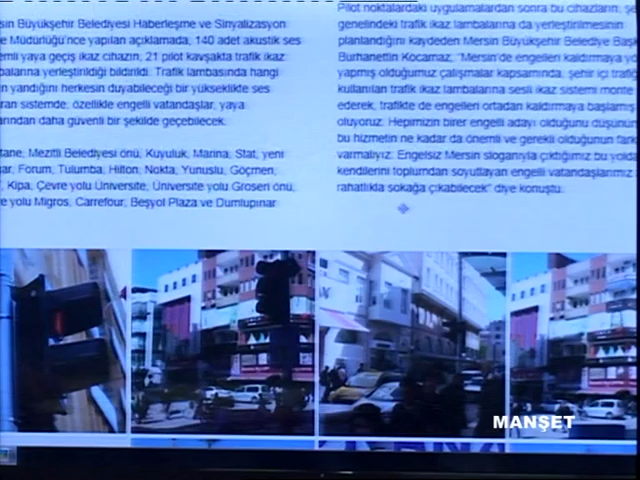 sin Büyükşehir Belediyesi Haberleşme ve Sinyalizasyon
e Müdürlüğü'nce yapılan açıklamada, 140 adet akustik ses
emli yaya geçiş ikaz cihazın, 21 pilot kavşakta trafik ikaz
balarına yerleştirildiği bildirildi. Trafik lambasında hangi
n yandığını herkesin duyabileceği bir yükseklikte ses
ran sistemde, özellikle engelli vatandaşlar, yaya
arından daha güvenli bir şekilde geçebilecek.
tane, Mezitli Belediyesi önü, Kuyuluk, Marina, Stat, yeni
ar, Forum, Tulumba, Hilton, Nokta, Yunuslu, Göçmen,
, Kipa, Çevre yolu Üniversite, Üniversite yolu Groseri önü,
e yolu Migros, Carrefour, Beşyol Plaza ve Dumlupınar
Pilot noktalardaki uygulamalardan sonra bu cihazların, şe
genelindeki trafik ikaz lambalarına da yerleştirilmesinin
planlandığını kaydeden Mersin Büyükşehir Belediye Başk
Burhanettin Kocamaz, "Mersin'de engelleri kaldırmaya yö
yapmış olduğumuz çalışmalar kapsamında, şehir içi trafik
kullanılan trafik ikaz lambalarına sesli ikaz sistemi monte
ederek, trafikte de engelleri ortadan kaldırmaya başlamış
oluyoruz. Hepimizin birer engelli adayı olduğunu düşünün
bu hizmetin ne kadar da önemli ve gerekli olduğunun fark
varmalıyız. Engelsiz Mersin sloganıyla çıktığımız bu yolda
kendilerini toplumdan soyutlayan engelli vatandaşlarımız
rahatlıkla sokağa çıkabilecek" diye konuştu.
MANŞET